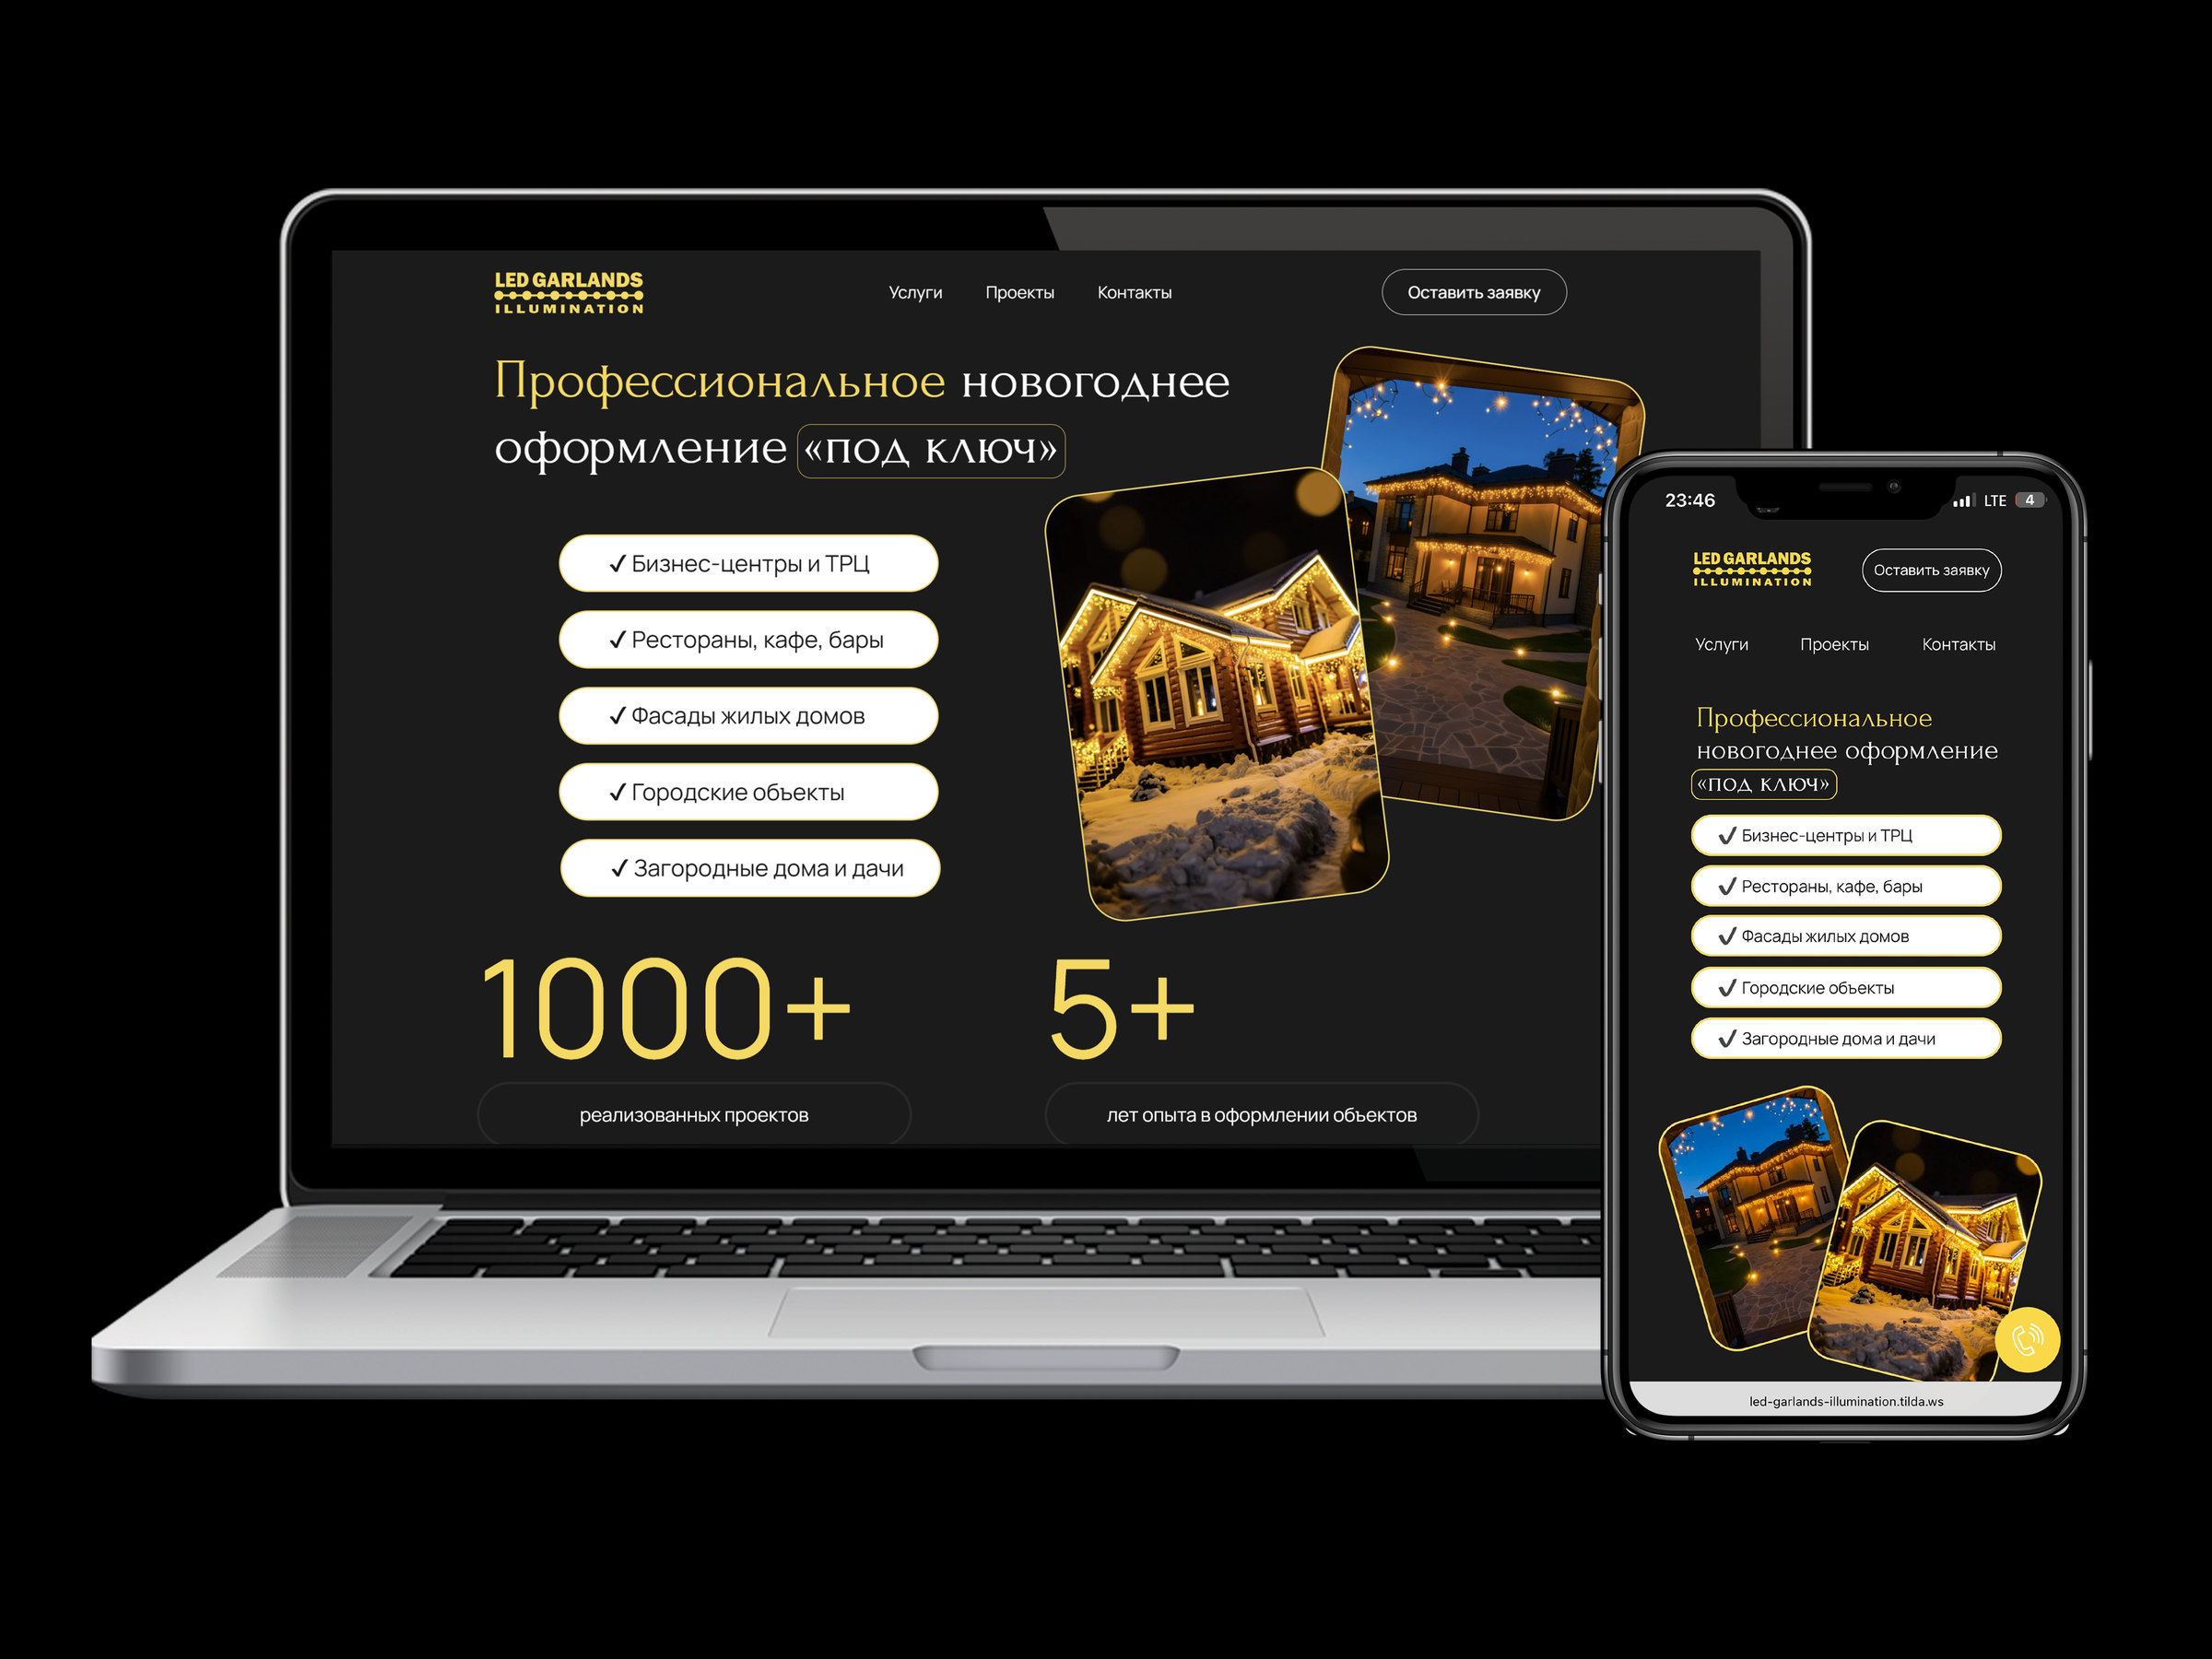 LED GARLANDS
ILLUMINATION
Услуги Проекты Контакты
Оставить заявку
Профессиональное новогоднее
оформление «под ключ»
✓ Бизнес-центры и ТРЦ
✓ Рестораны, кафе, бары
✓ Фасады жилых домов
✓ Городские объекты
✓ Загородные дома и дачи
1000+
реализованных проектов
5+
лет опыта в оформлении объектов
23:46
LTE 4
LED GARLANDS
ILLUMINATION
Оставить заявку
Услуги Проекты Контакты
Профессиональное
новогоднее оформление
«под ключ»
✓ Бизнес-центры и ТРЦ
✓ Рестораны, кафе, бары
✓ Фасады жилых домов
✓ Городские объекты
✓ Загородные дома и дачи
led-garlands-illumination.tilda.ws